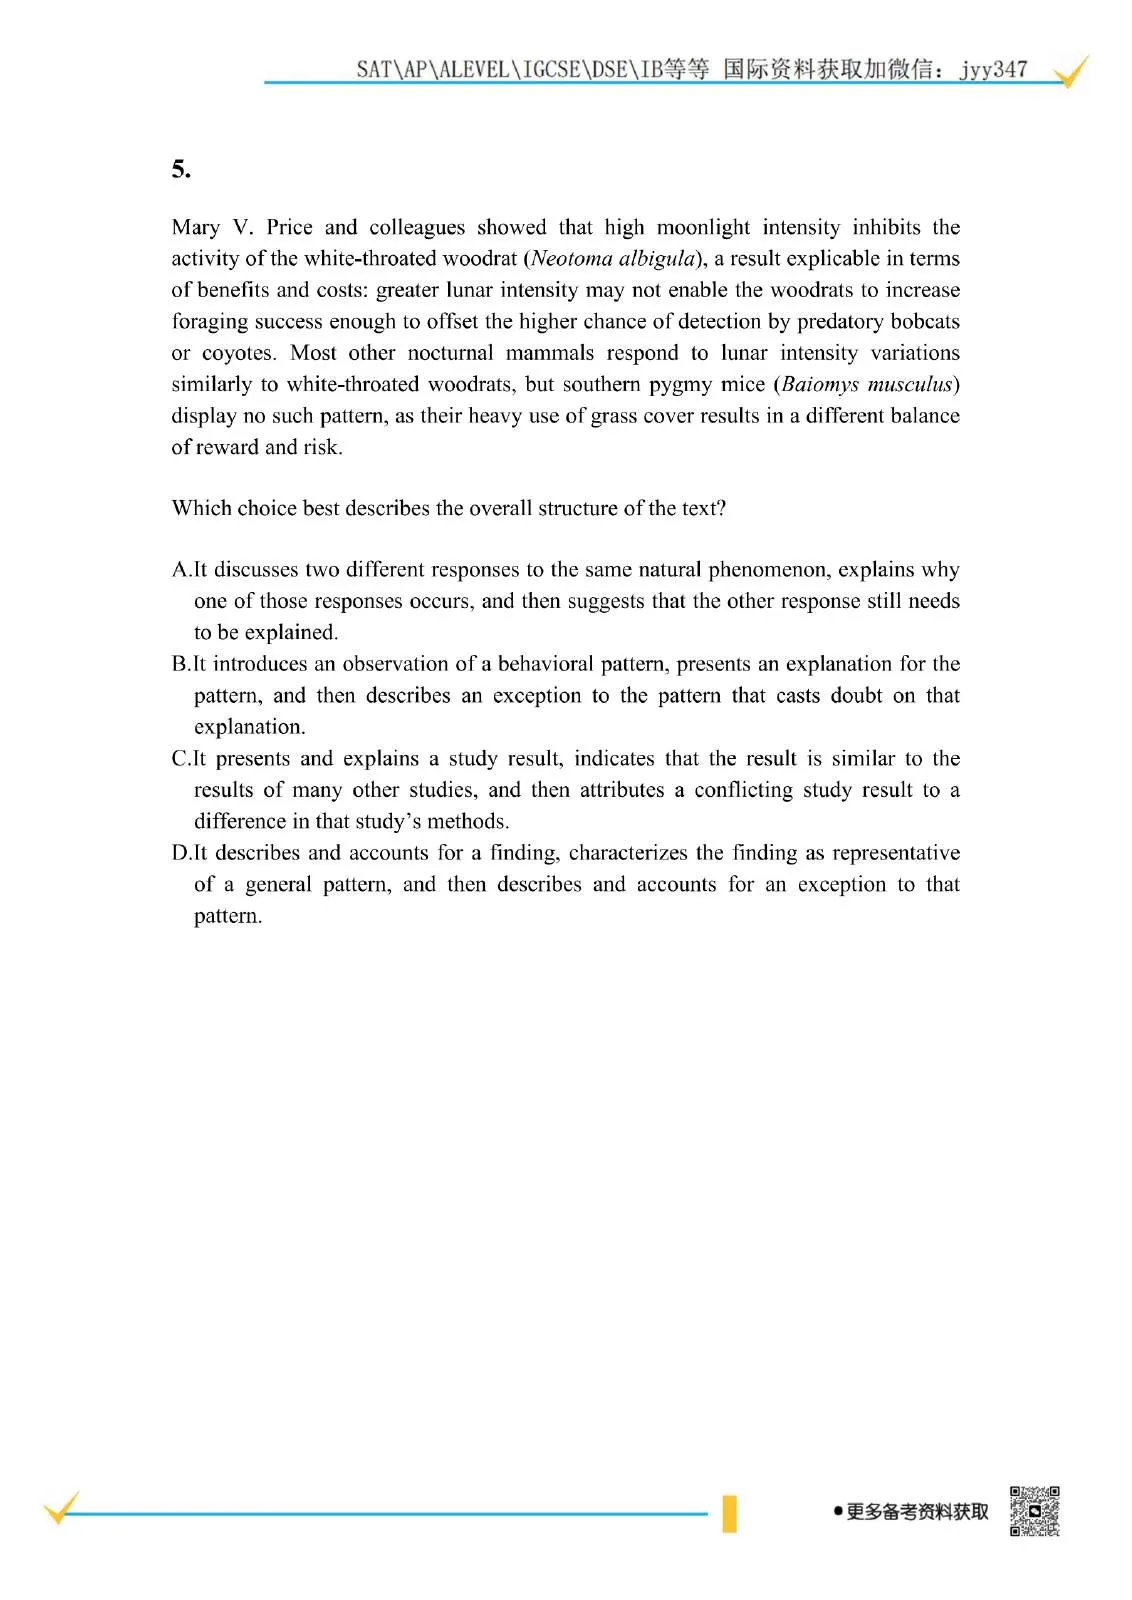 SAT\AP\ALEVEL\IGCSE\DSE\IB等等 国际资料获取加微信：jyy347
5.
Mary V. Price and colleagues showed that high moonlight intensity inhibits the
activity of the white-throated woodrat (Neotoma albigula), a result explicable in terms
of benefits and costs: greater lunar intensity may not enable the woodrats to increase
foraging success enough to offset the higher chance of detection by predatory bobcats
or coyotes. Most other nocturnal mammals respond to lunar intensity variations
similarly to white-throated woodrats, but southern pygmy mice (Baiomys musculus)
display no such pattern, as their heavy use of grass cover results in a different balance
of reward and risk.
Which choice best describes the overall structure of the text?
A.It discusses two different responses to the same natural phenomenon, explains why
one of those responses occurs, and then suggests that the other response still needs
to be explained.
B.It introduces an observation of a behavioral pattern, presents an explanation for the
pattern, and then describes an exception to the pattern that casts doubt on that
explanation.
C.It presents and explains a study result, indicates that the result is similar to the
results of many other studies, and then attributes a conflicting study result to a
difference in that study’s methods.
D.It describes and accounts for a finding, characterizes the finding as representative
of a general pattern, and then describes and accounts for an exception to that
pattern.
●更多备考资料获取